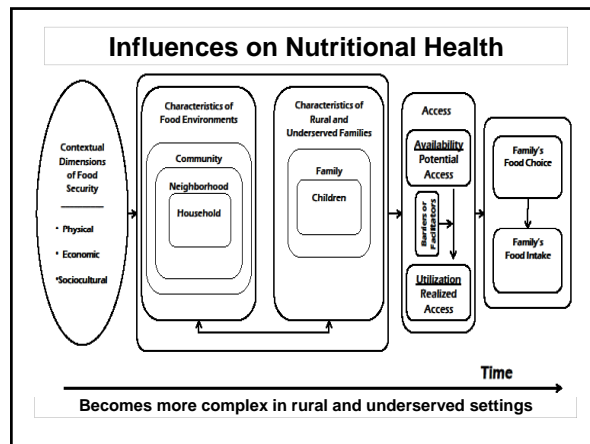 Influences on Nutritional Health
Contextual
Dimensions
of Food
Security
• Physical
• Economic
•Sociocultural
Characteristics of
Food Environments
Community
Neighborhood
Household
Characteristics of
Rural and
Underserved Families
Family
Children
Access
Availability
Potential
Access
Barriers or
Facilitators
Utilization
Realized
Access
Family's
Food Choice
Family's
Food Intake
Time
Becomes more complex in rural and underserved settings